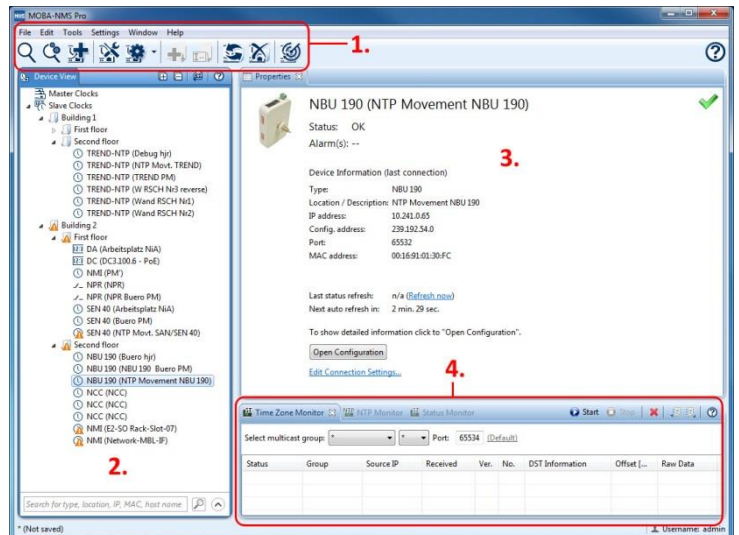 MOBA-NMS Pro
File Edit Tools Settings Window Help
1.
Device View
Master Clocks
Slave Clocks
Building 1
First floor
Second floor
TREND-NTP (Debug hjr)
TREND-NTP (NTP Movt. TREND)
TREND-NTP (TREND PM)
TREND-NTP (W RSCH Nr3 reverse)
TREND-NTP (Wand RSCH Nr1)
TREND-NTP (Wand RSCH Nr2)
Building 2
First floor
DA (Arbeitsplatz NiA)
DC (DC3.100.6 - PoE)
NMI (PM')
NPR (NPR)
NPR (NPR Buero PM)
SEN 40 (Arbeitsplatz NiA)
SEN 40 (Buero PM)
SEN 40 (NTP Movt. SAN/SEN 40)
Second floor
NBU 190 (Buero hjr)
NBU 190 (NBU 190 Buero PM)
NBU 190 (NTP Movement NBU 190)
NCC (NCC)
NCC (NCC)
NCC (NCC)
NMI (E2-SO Rack-Slot-07)
NMI (Network-MBL-IF)
2.
Search for type, location, IP, MAC, host name
* (Not saved)
Properties
NBU 190 (NTP Movement NBU 190)
Status: OK
Alarm(s): --
3.
Device Information (last connection)
Type: NBU 190
Location / Description: NTP Movement NBU 190
IP address: 10.241.0.65
Config. address: 239.192.54.0
Port: 65532
MAC address: 00:16:91:01:30:FC
Last status refresh: n/a (Refresh now)
Next auto refresh in: 2 min. 29 sec.
To show detailed information click to "Open Configuration".
Open Configuration
Edit Connection Settings...
4.
Time Zone Monitor NTP Monitor Status Monitor Start Stop
Select multicast group: * * Port: 65534 (Default)
Status Group Source IP Received Ver. No. DST Information Offset [... Raw Data
Username: admin